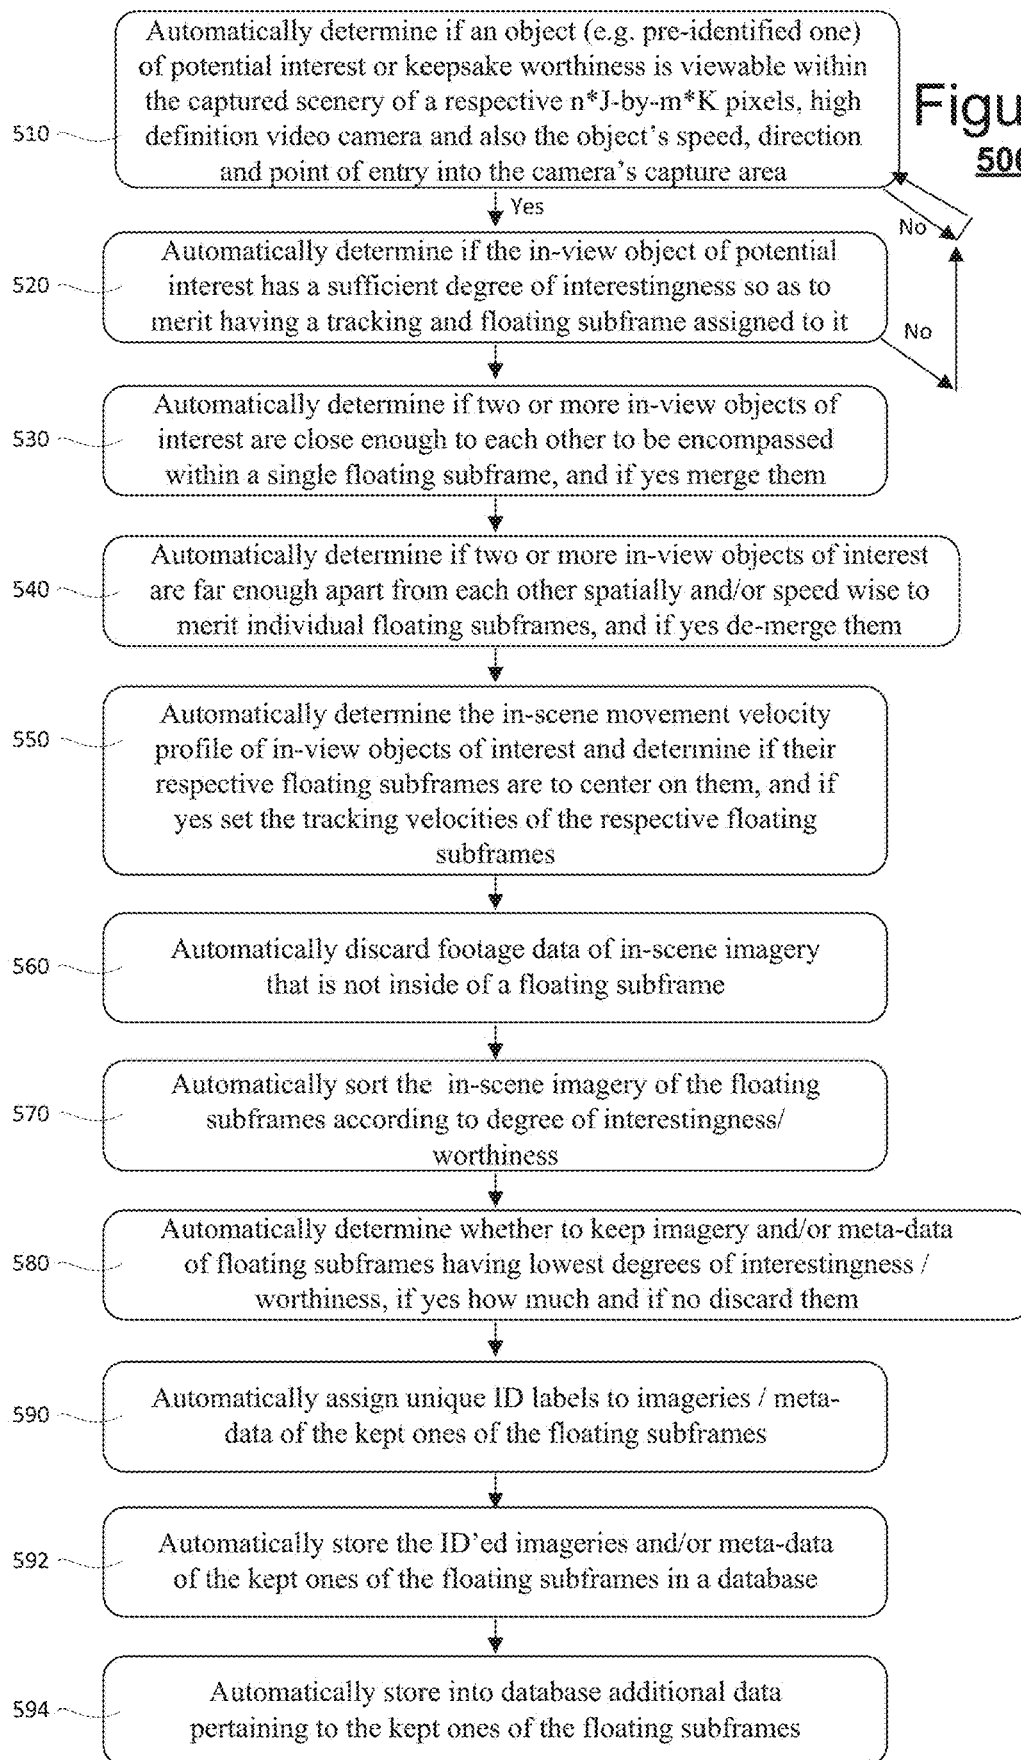 Automatically determine if an object (e.g. pre-identified one)
of potential interest or keepsake worthiness is viewable within
the captured scenery of a respective n*J-by-m*K pixels, high
definition video camera and also the object's speed, direction
and point of entry into the camera's capture area
510
Figu
500
Yes
No
Automatically determine if the in-view object of potential
interest has a sufficient degree of interestingness so as to
merit having a tracking and floating subframe assigned to it
520
No
Automatically determine if two or more in-view objects of
interest are close enough to each other to be encompassed
within a single floating subframe, and if yes merge them
530
Automatically determine if two or more in-view objects of interest
are far enough apart from each other spatially and/or speed wise to
merit individual floating subframes, and if yes de-merge them
540
Automatically determine the in-scene movement velocity
profile of in-view objects of interest and determine if their
respective floating subframes are to center on them, and if
yes set the tracking velocities of the respective floating
subframes
550
Automatically discard footage data of in-scene imagery
that is not inside of a floating subframe
560
Automatically sort the in-scene imagery of the floating
subframes according to degree of interestingness/
worthiness
570
Automatically determine whether to keep imagery and/or meta-data
of floating subframes having lowest degrees of interestingness /
worthiness, if yes how much and if no discard them
580
Automatically assign unique ID labels to imageries / meta-
data of the kept ones of the floating subframes
590
Automatically store the ID'ed imageries and/or meta-data
of the kept ones of the floating subframes in a database
592
Automatically store into database additional data
pertaining to the kept ones of the floating subframes
594